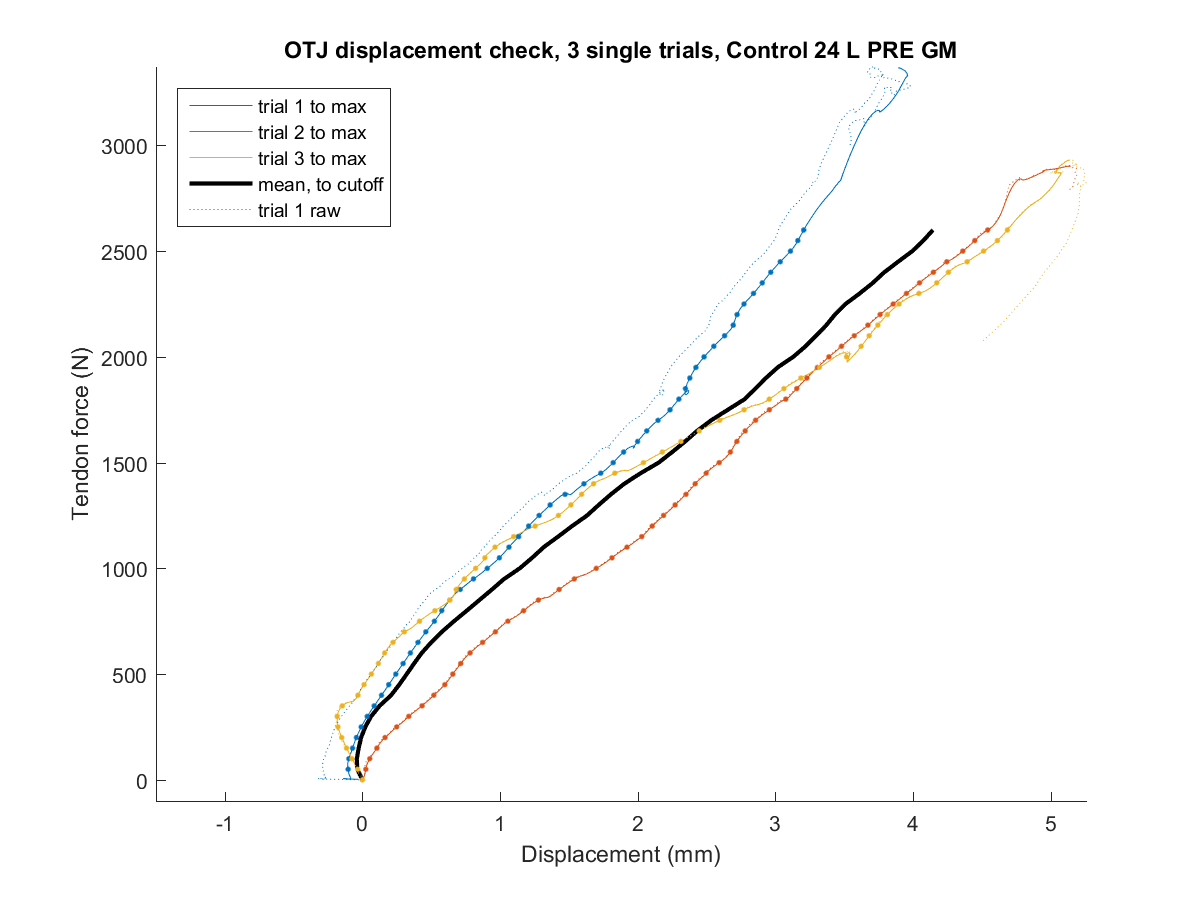 OTJ displacement check, 3 single trials, Control 24 L PRE GM
trial 1 to max
trial 2 to max
trial 3 to max
mean, to cutoff
trial 1 raw
Tendon force (N)
3000
2500
2000
1500
1000
500
0
-1
0
1
2
3
4
5
Displacement (mm)